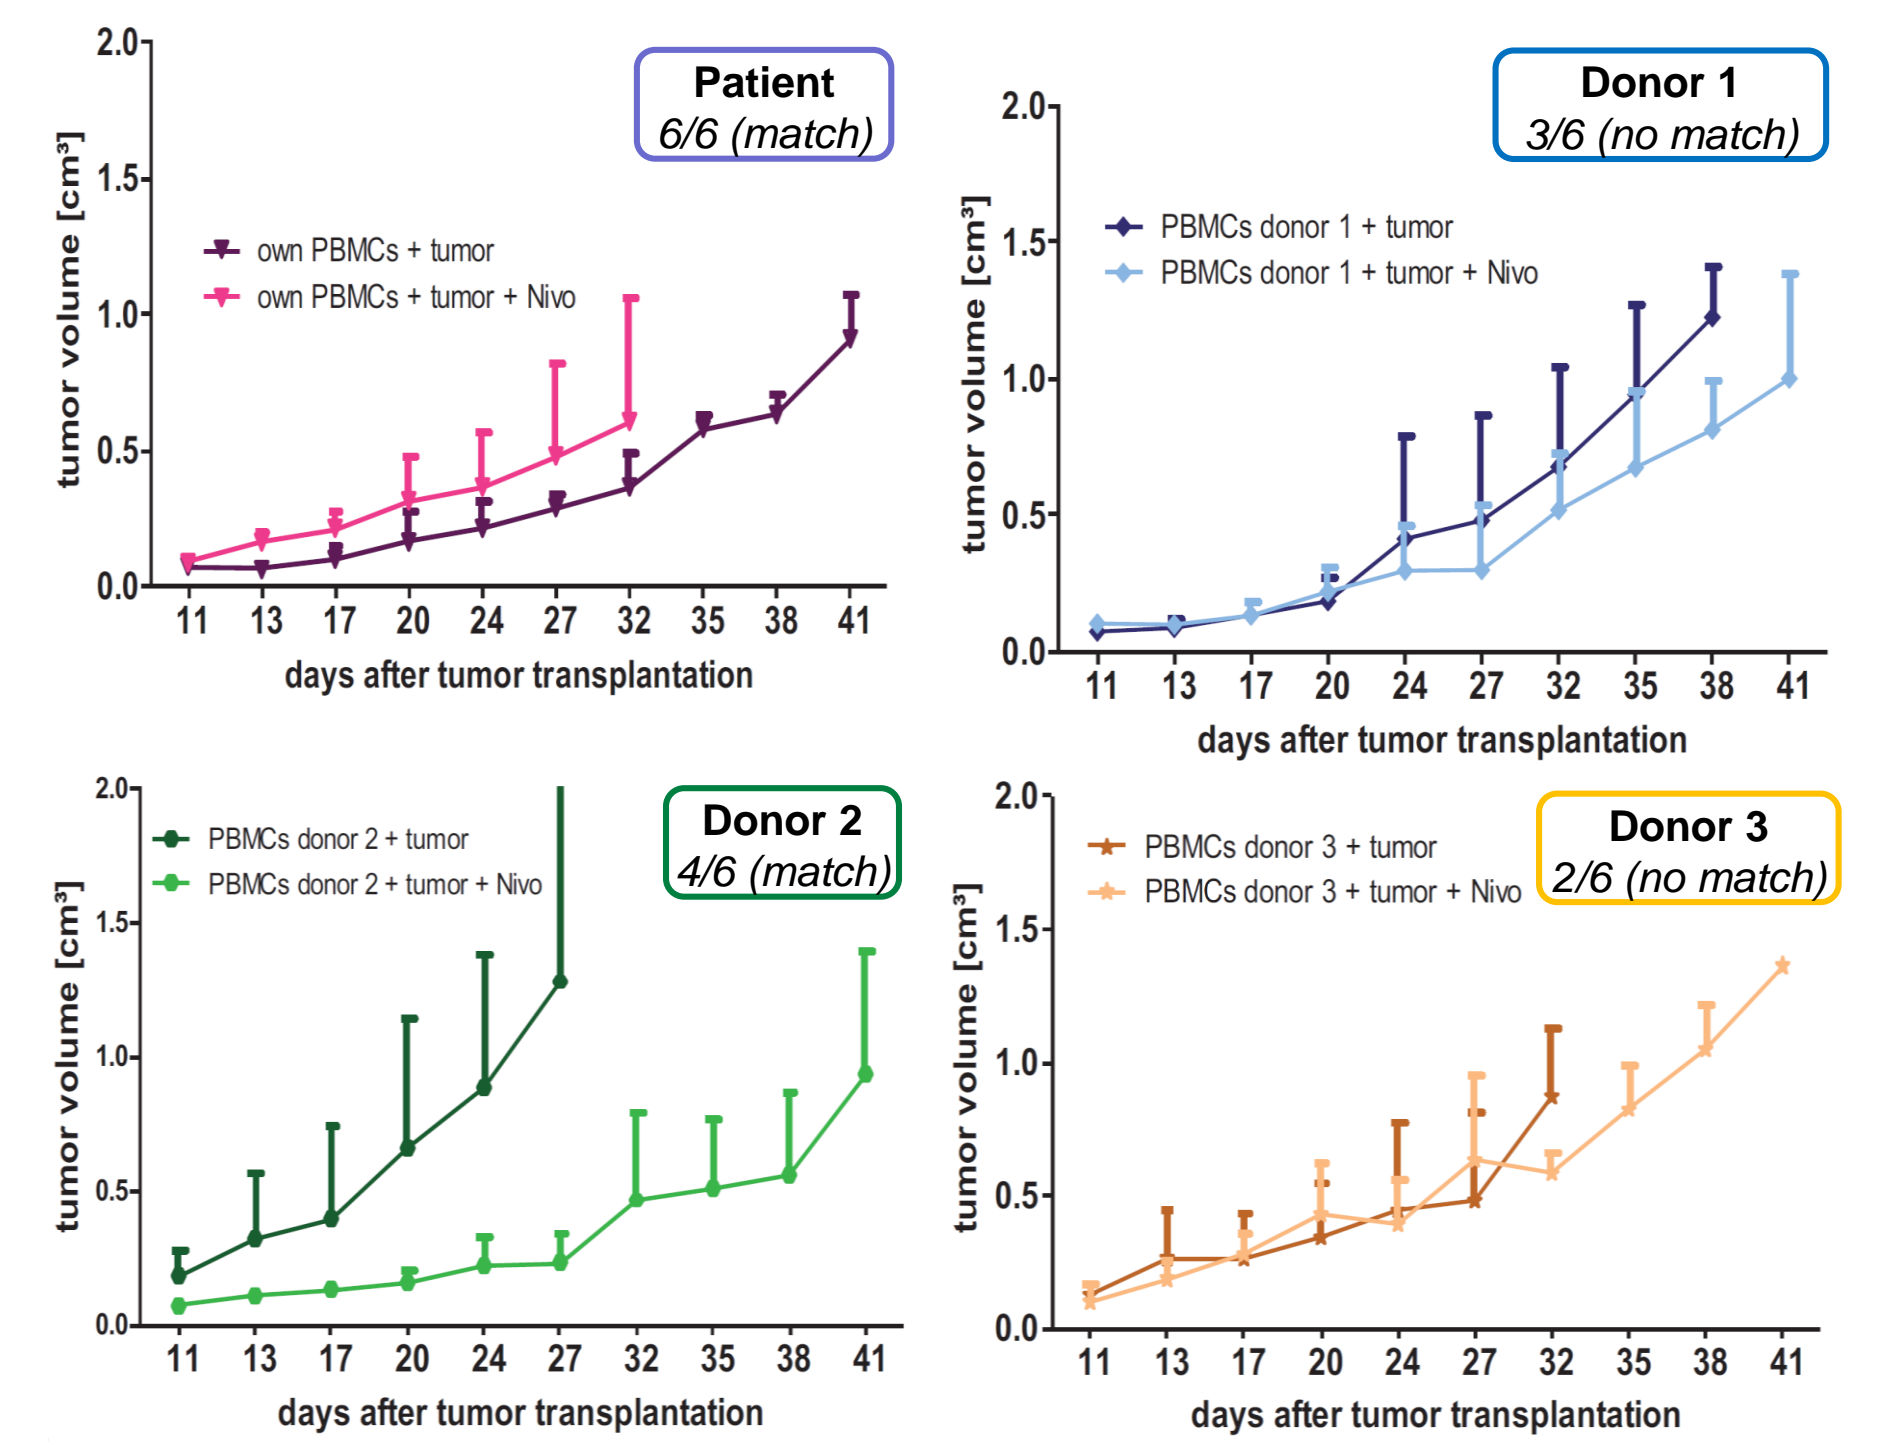 Patient
6/6 (match)
2.0
1.5
1.0
0.5
0.0
tumor volume [cm³]
own PBMCs + tumor
own PBMCs + tumor + Nivo
11 13 17 20 24 27 32 35 38 41
days after tumor transplantation
Donor 1
3/6 (no match)
2.0
1.5
1.0
0.5
0.0
tumor volume [cm³]
PBMCs donor 1 + tumor
PBMCs donor 1 + tumor + Nivo
11 13 17 20 24 27 32 35 38 41
days after tumor transplantation
Donor 2
4/6 (match)
2.0
1.5
1.0
0.5
0.0
tumor volume [cm³]
PBMCs donor 2 + tumor
PBMCs donor 2 + tumor + Nivo
11 13 17 20 24 27 32 35 38 41
days after tumor transplantation
Donor 3
2/6 (no match)
2.0
1.5
1.0
0.5
0.0
tumor volume [cm³]
PBMCs donor 3 + tumor
PBMCs donor 3 + tumor + Nivo
11 13 17 20 24 27 32 35 38 41
days after tumor transplantation